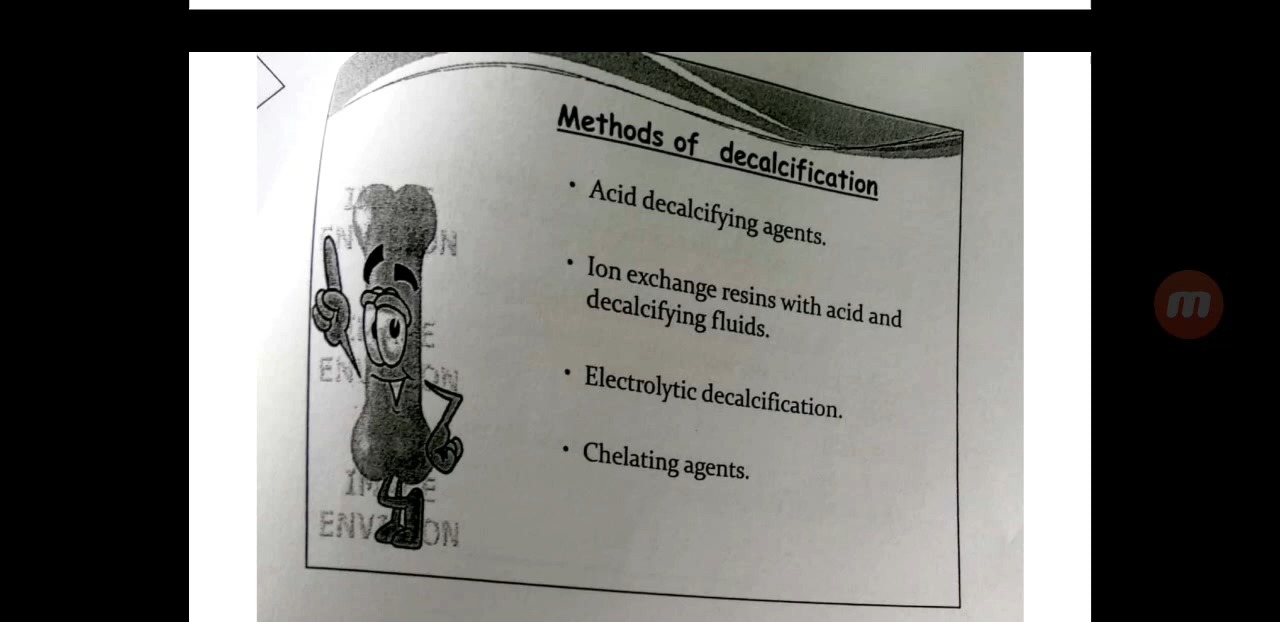 Methods of decalcification
• Acid decalcifying agents.
• Ion exchange resins with acid and
decalcifying fluids.
• Electrolytic decalcification.
• Chelating agents.